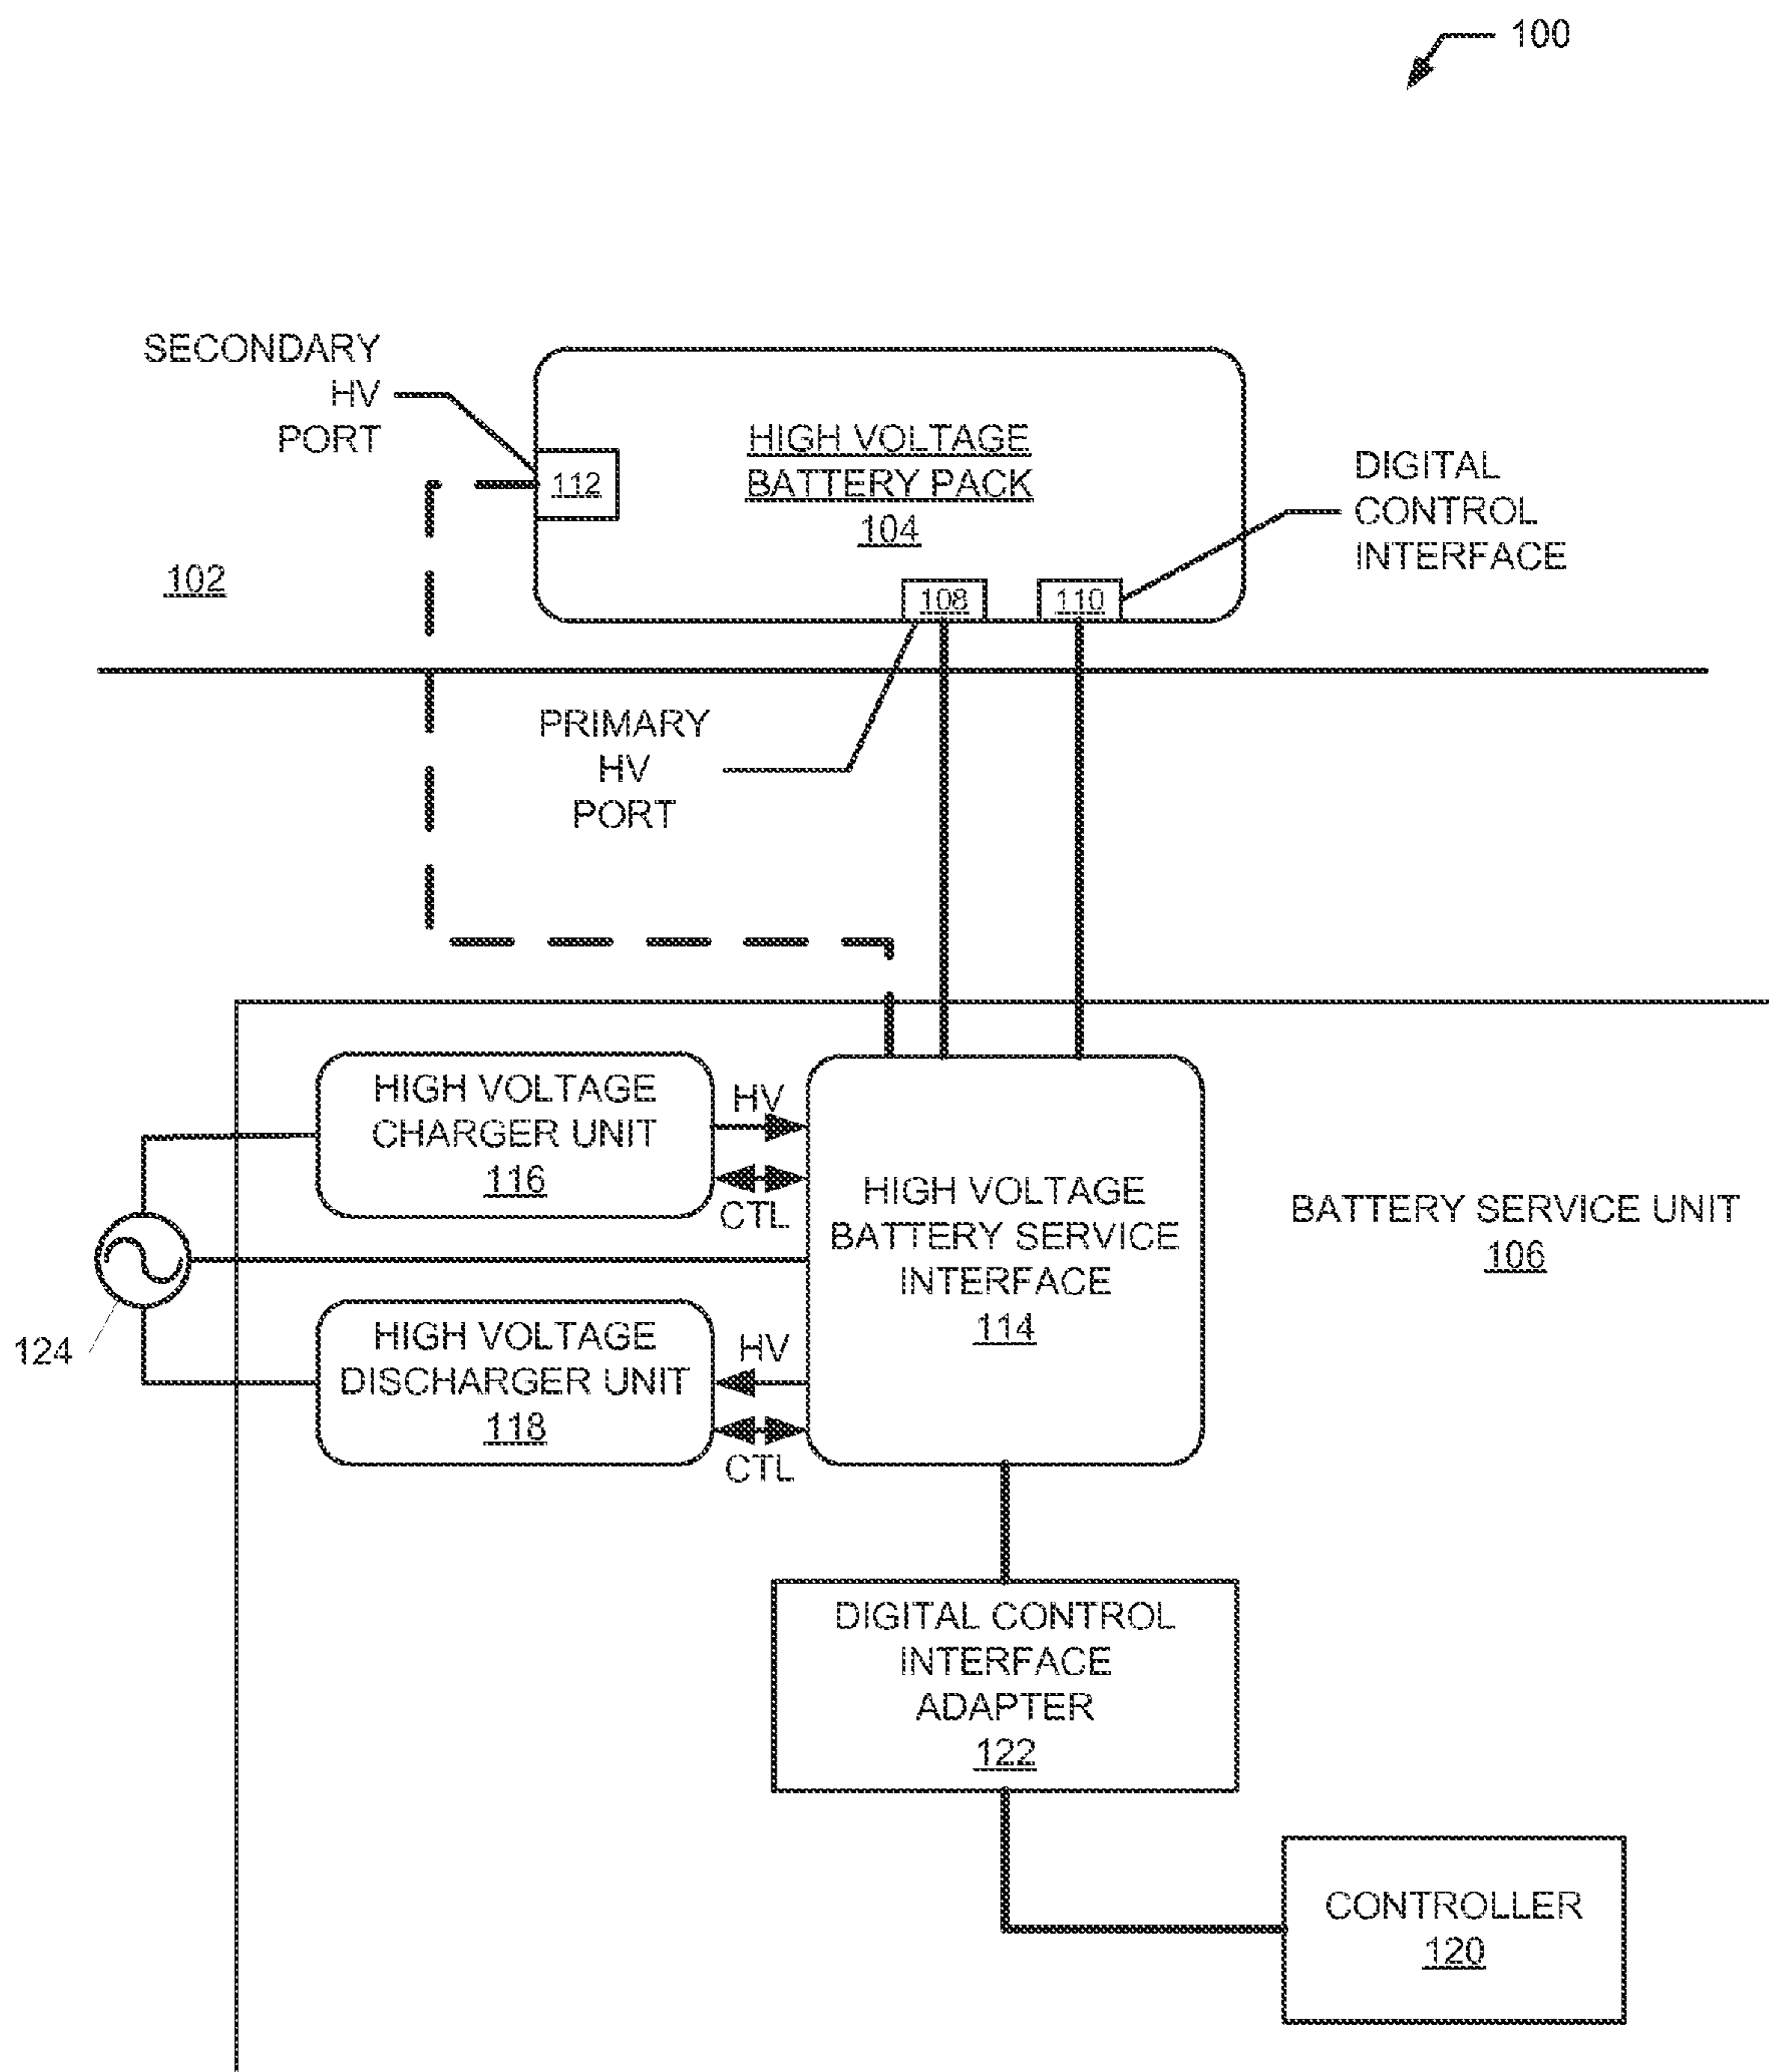 100
SECONDARY
HV
PORT
112
HIGH VOLTAGE
BATTERY PACK
104
DIGITAL
CONTROL
INTERFACE
102
108
110
PRIMARY
HV
PORT
HIGH VOLTAGE
CHARGER UNIT
116
HV
CTL
HIGH VOLTAGE
BATTERY SERVICE
INTERFACE
114
BATTERY SERVICE UNIT
106
124
HIGH VOLTAGE
DISCHARGER UNIT
118
HV
CTL
DIGITAL CONTROL
INTERFACE
ADAPTER
122
CONTROLLER
120